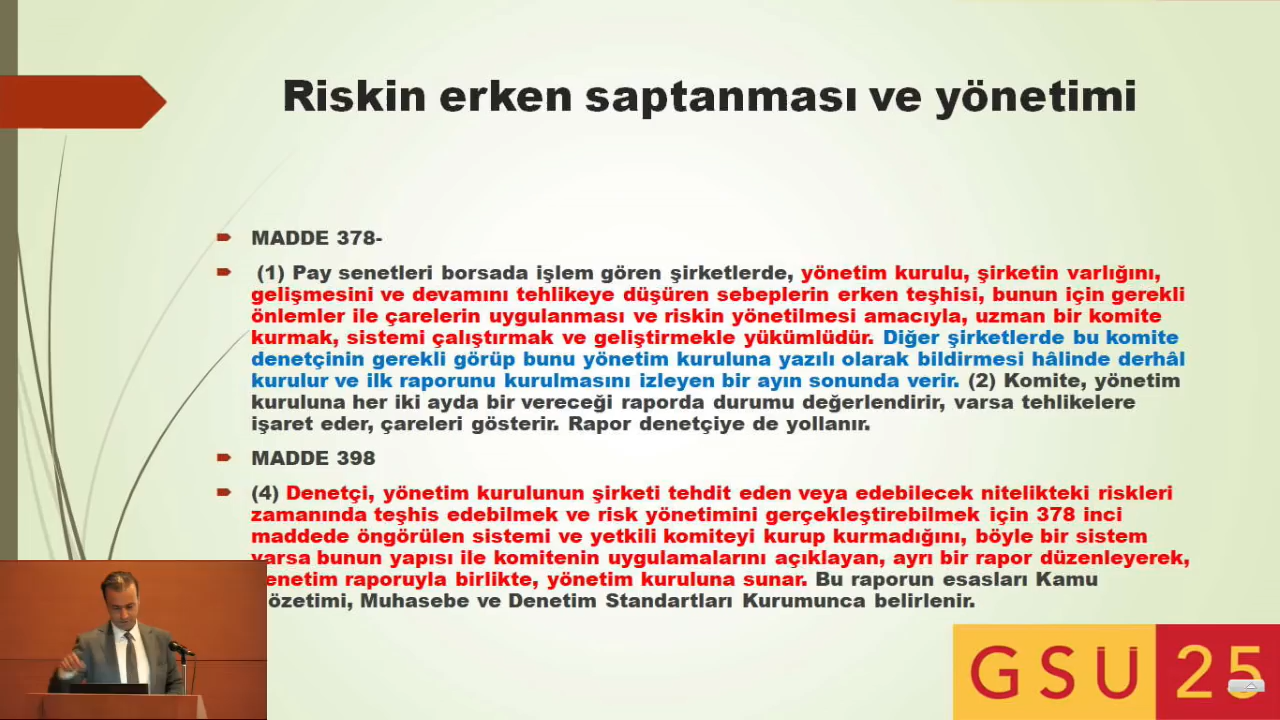 Riskin erken saptanması ve yönetimi
MADDE 378-
(1) Pay senetleri borsada işlem gören şirketlerde, yönetim kurulu, şirketin varlığını,
gelişmesini ve devamını tehlikeye düşüren sebeplerin erken teşhisi, bunun için gerekli
önlemler ile çarelerin uygulanması ve riskin yönetilmesi amacıyla, uzman bir komite
kurmak, sistemi çalıştırmak ve geliştirmekle yükümlüdür. Diğer şirketlerde bu komite
denetçinin gerekli görüp bunu yönetim kuruluna yazılı olarak bildirmesi hâlinde derhâl
kurulur ve ilk raporunu kurulmasını izleyen bir ayın sonunda verir. (2) Komite, yönetim
kuruluna her iki ayda bir vereceği raporda durumu değerlendirir, varsa tehlikelere
işaret eder, çareleri gösterir. Rapor denetçiye de yollanır.
MADDE 398
(4) Denetçi, yönetim kurulunun şirketi tehdit eden veya edebilecek nitelikteki riskleri
zamanında teşhis edebilmek ve risk yönetimini gerçekleştirebilmek için 378 inci
maddede öngörülen sistemi ve yetkili komiteyi kurup kurmadığını, böyle bir sistem
varsa bunun yapısı ile komitenin uygulamalarını açıklayan, ayrı bir rapor düzenleyerek,
enetim raporuyla birlikte, yönetim kuruluna sunar. Bu raporun esasları Kamu
özetimi, Muhasebe ve Denetim Standartları Kurumunca belirlenir.
GSÜ 25